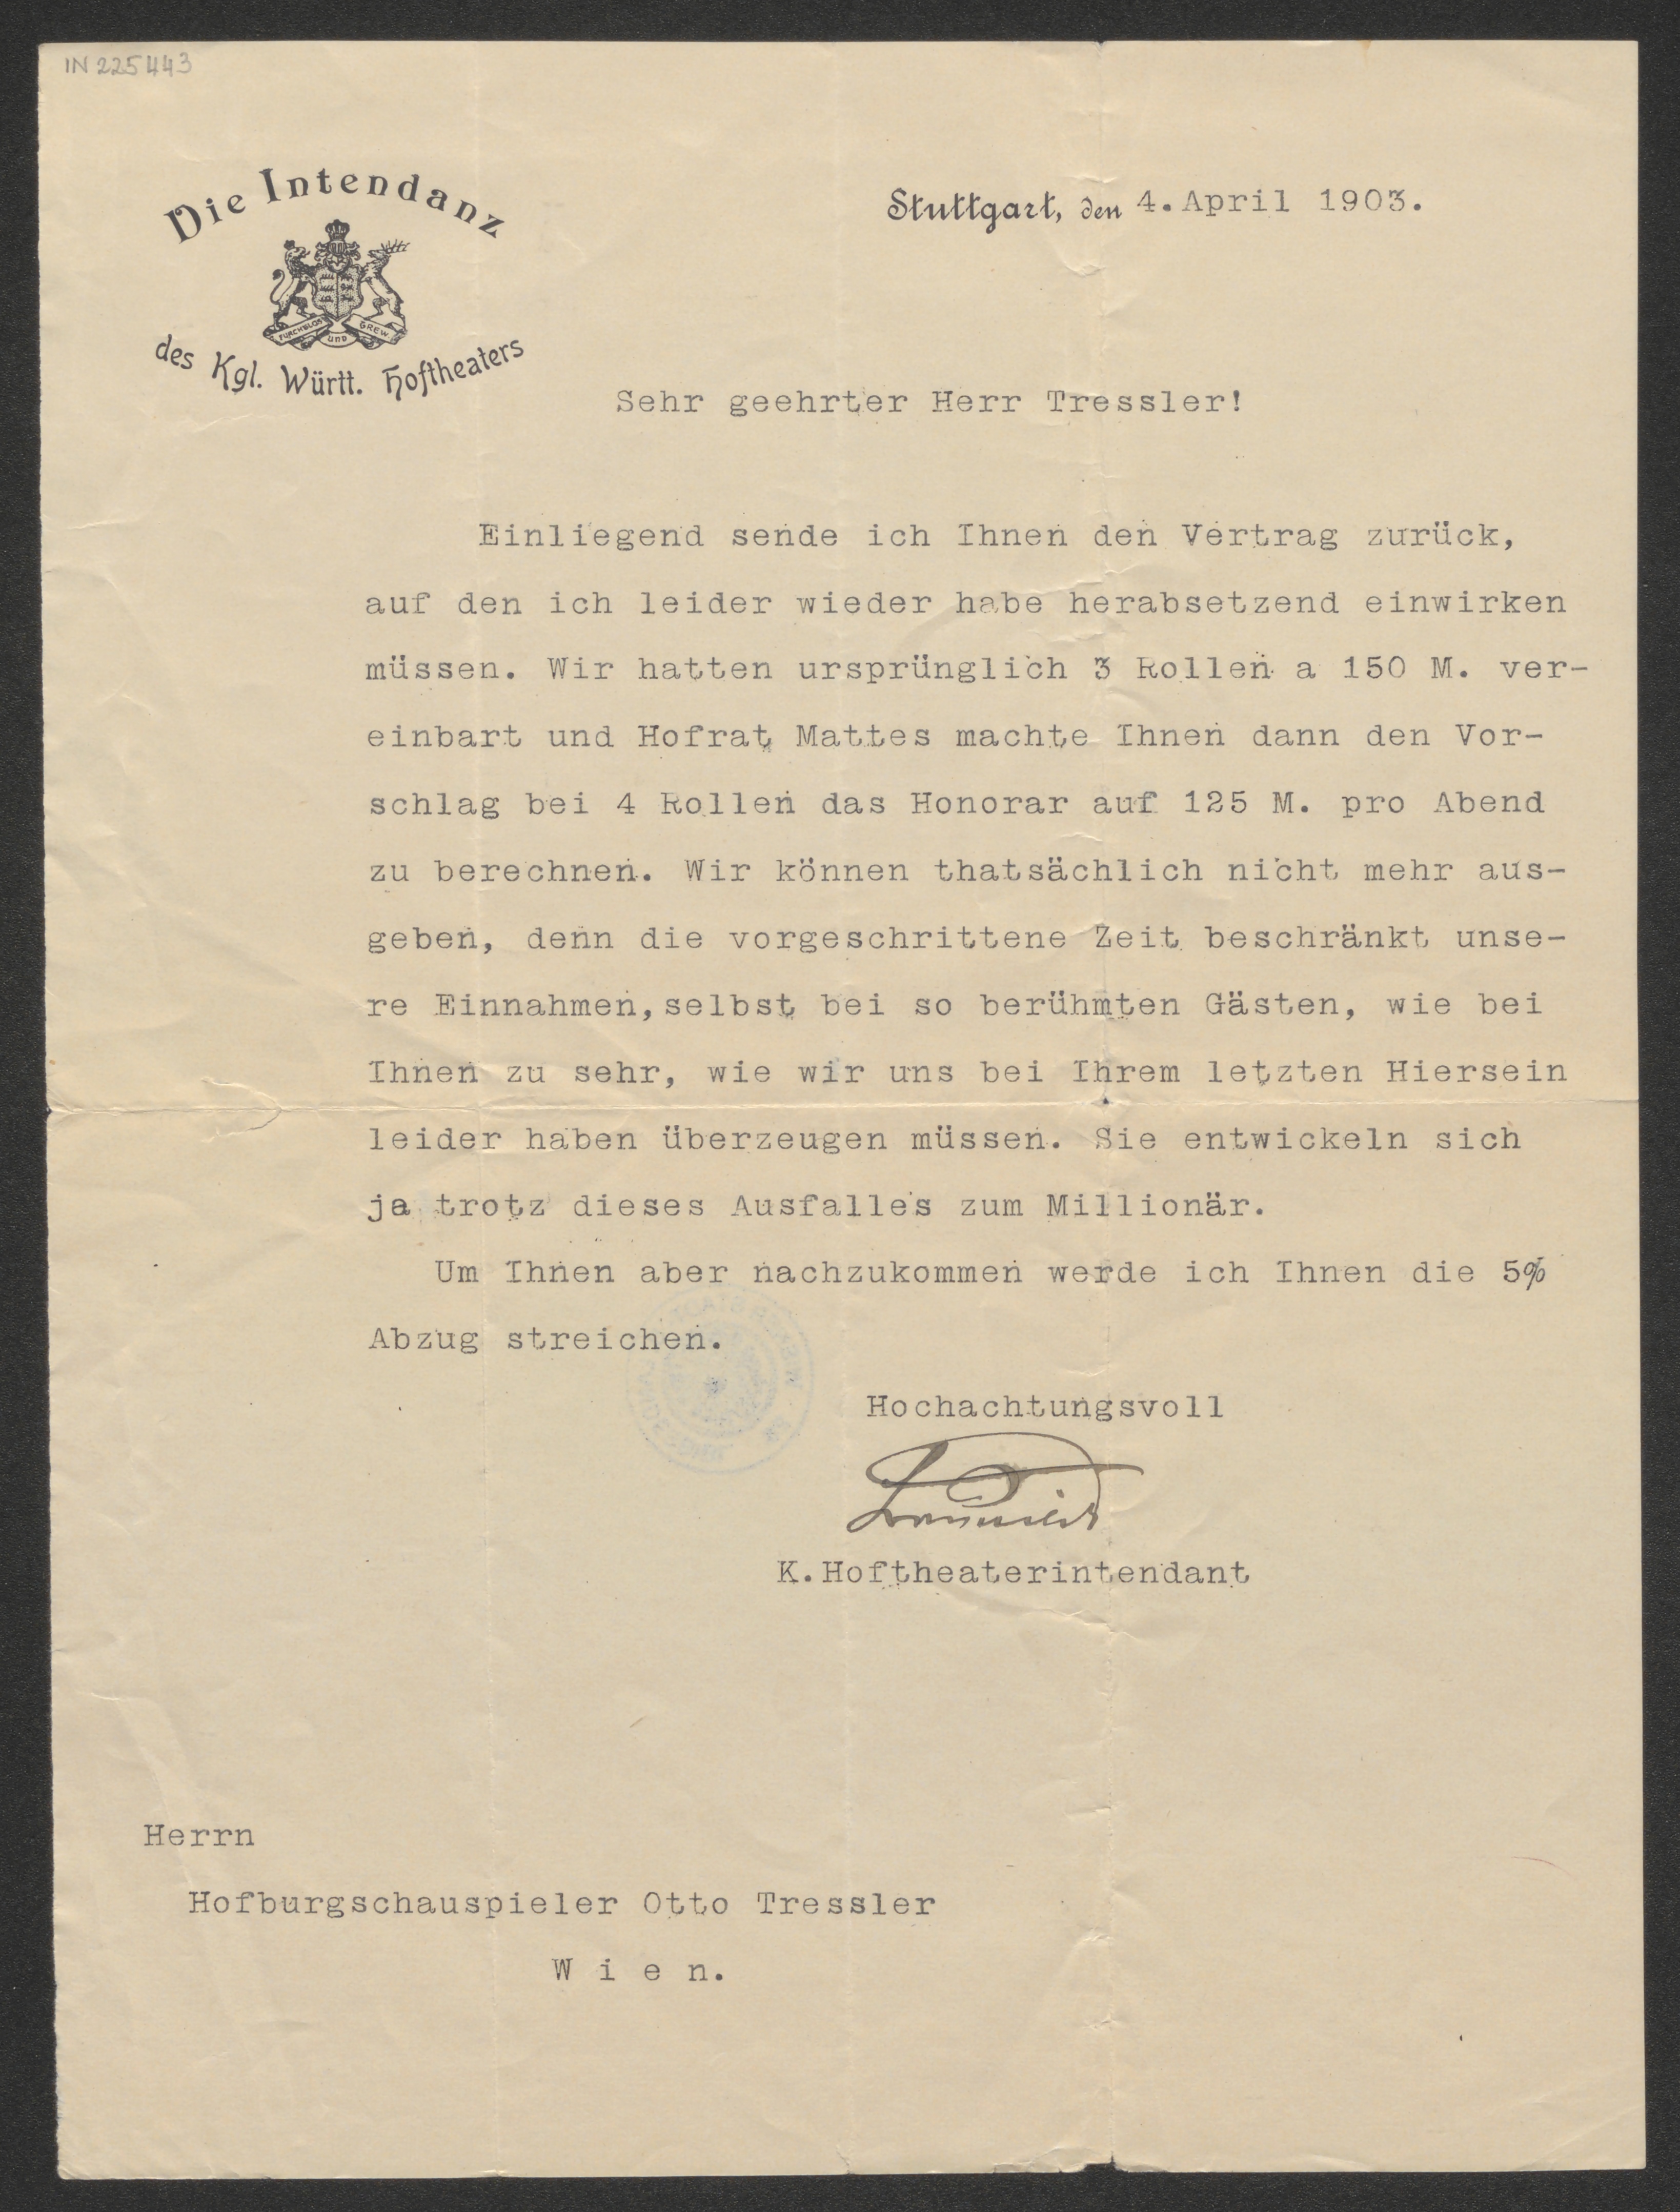 IN 225443
Die Intendanz
FURCHTLOS UND TREW
des Kgl. Württ. Hoftheaters
Stuttgart, den 4. April 1903.
Sehr geehrter Herr Tressler!
Einliegend sende ich Ihnen den Vertrag zurück,
auf den ich leider wieder habe herabsetzend einwirken
müssen. Wir hatten ursprünglich 3 Rollen a 150 M. ver-
einbart und Hofrat Mattes machte Ihnen dann den Vor-
schlag bei 4 Rollen das Honorar auf 125 M. pro Abend
zu berechnen. Wir können thatsächlich nicht mehr aus-
geben, denn die vorgeschrittene Zeit beschränkt unse-
re Einnahmen, selbst bei so berühmten Gästen, wie bei
Ihnen zu sehr, wie wir uns bei Ihrem letzten Hiersein
leider haben überzeugen müssen. Sie entwickeln sich
ja trotz dieses Ausfalles zum Millionär.
Um Ihnen aber nachzukommen werde ich Ihnen die 5%
Abzug streichen.
Hochachtungsvoll
K. Hoftheaterintendant
Herrn
Hofburgschauspieler Otto Tressler
W i e n.